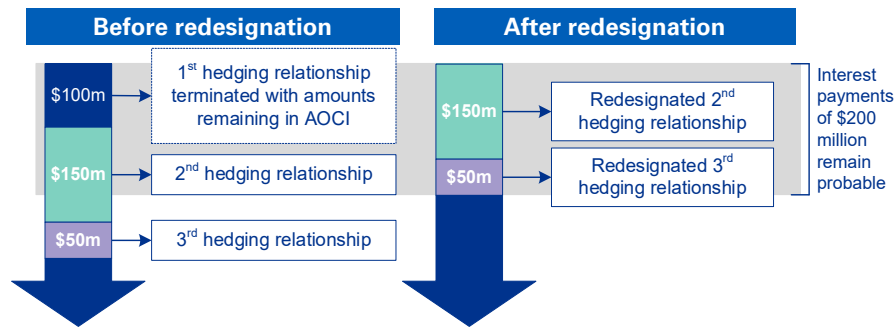 Before redesignation
$100m
1st hedging relationship
terminated with amounts
remaining in AOCI
$150m
2nd hedging relationship
$50m
3rd hedging relationship
After redesignation
$150m
Redesignated 2nd
hedging relationship
$50m
Redesignated 3rd
hedging relationship
Interest
payments
of $200
million
remain
probable